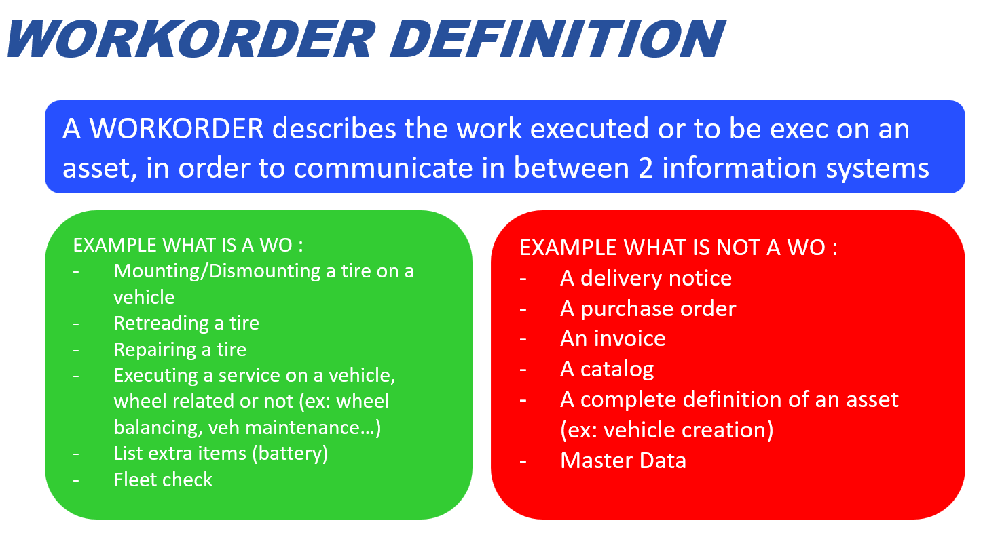 WORKORDER DEFINITION
A WORKORDER describes the work executed or to be exec on an
asset, in order to communicate in between 2 information systems
EXAMPLE WHAT IS A WO :
- Mounting/Dismounting a tire on a
vehicle
- Retreading a tire
- Repairing a tire
- Executing a service on a vehicle,
wheel related or not (ex: wheel
balancing, veh maintenance…)
- List extra items (battery)
- Fleet check
EXAMPLE WHAT IS NOT A WO :
- A delivery notice
- A purchase order
- An invoice
- A catalog
- A complete definition of an asset
(ex: vehicle creation)
- Master Data